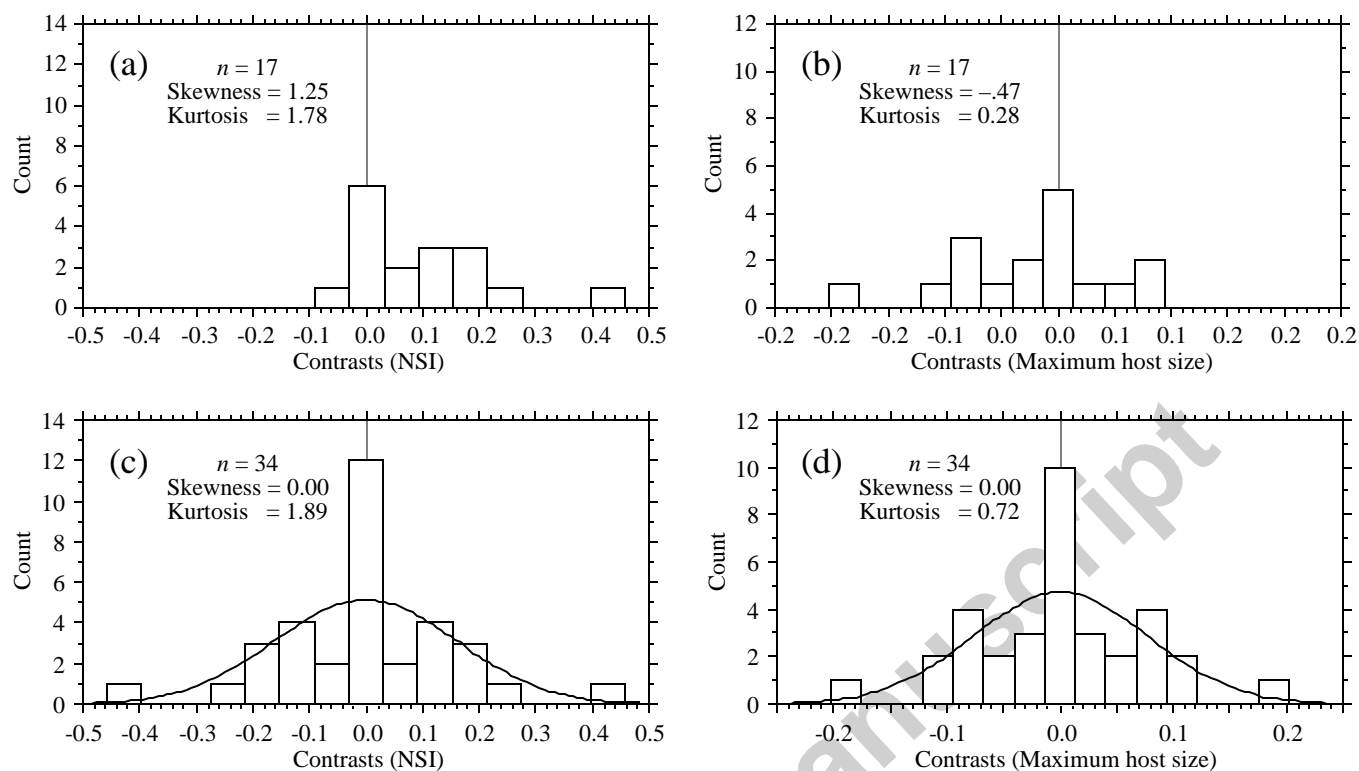 (a)
n = 17
Skewness = 1.25
Kurtosis = 1.78
Count
14
12
10
8
6
4
2
0
-0.5 -0.2 -0.1 -0.1 0.0 0.1 0.2 0.3 0.4 0.5
Contrasts (NSI)
(b)
n = 17
Skewness = –.47
Kurtosis = 0.28
Count
12
10
8
6
4
2
0
-0.2 -0.2 -0.2 -0.1 0.0 0.0 0.1 0.2 0.2 0.2 0.2
Contrasts (Maximum host size)
(c)
n = 34
Skewness = 0.00
Kurtosis = 1.89
Count
14
12
10
8
6
4
2
0
-0.5 -0.2 -0.2 -0.2 -0.1 0.0 0.1 0.2 0.3 0.4 0.5
Contrasts (NSI)
(d)
n = 34
Skewness = 0.00
Kurtosis = 0.72
Count
12
10
8
6
4
2
0
-0.2 -0.1 0.0 0.1 0.2
Contrasts (Maximum host size)
anuscript